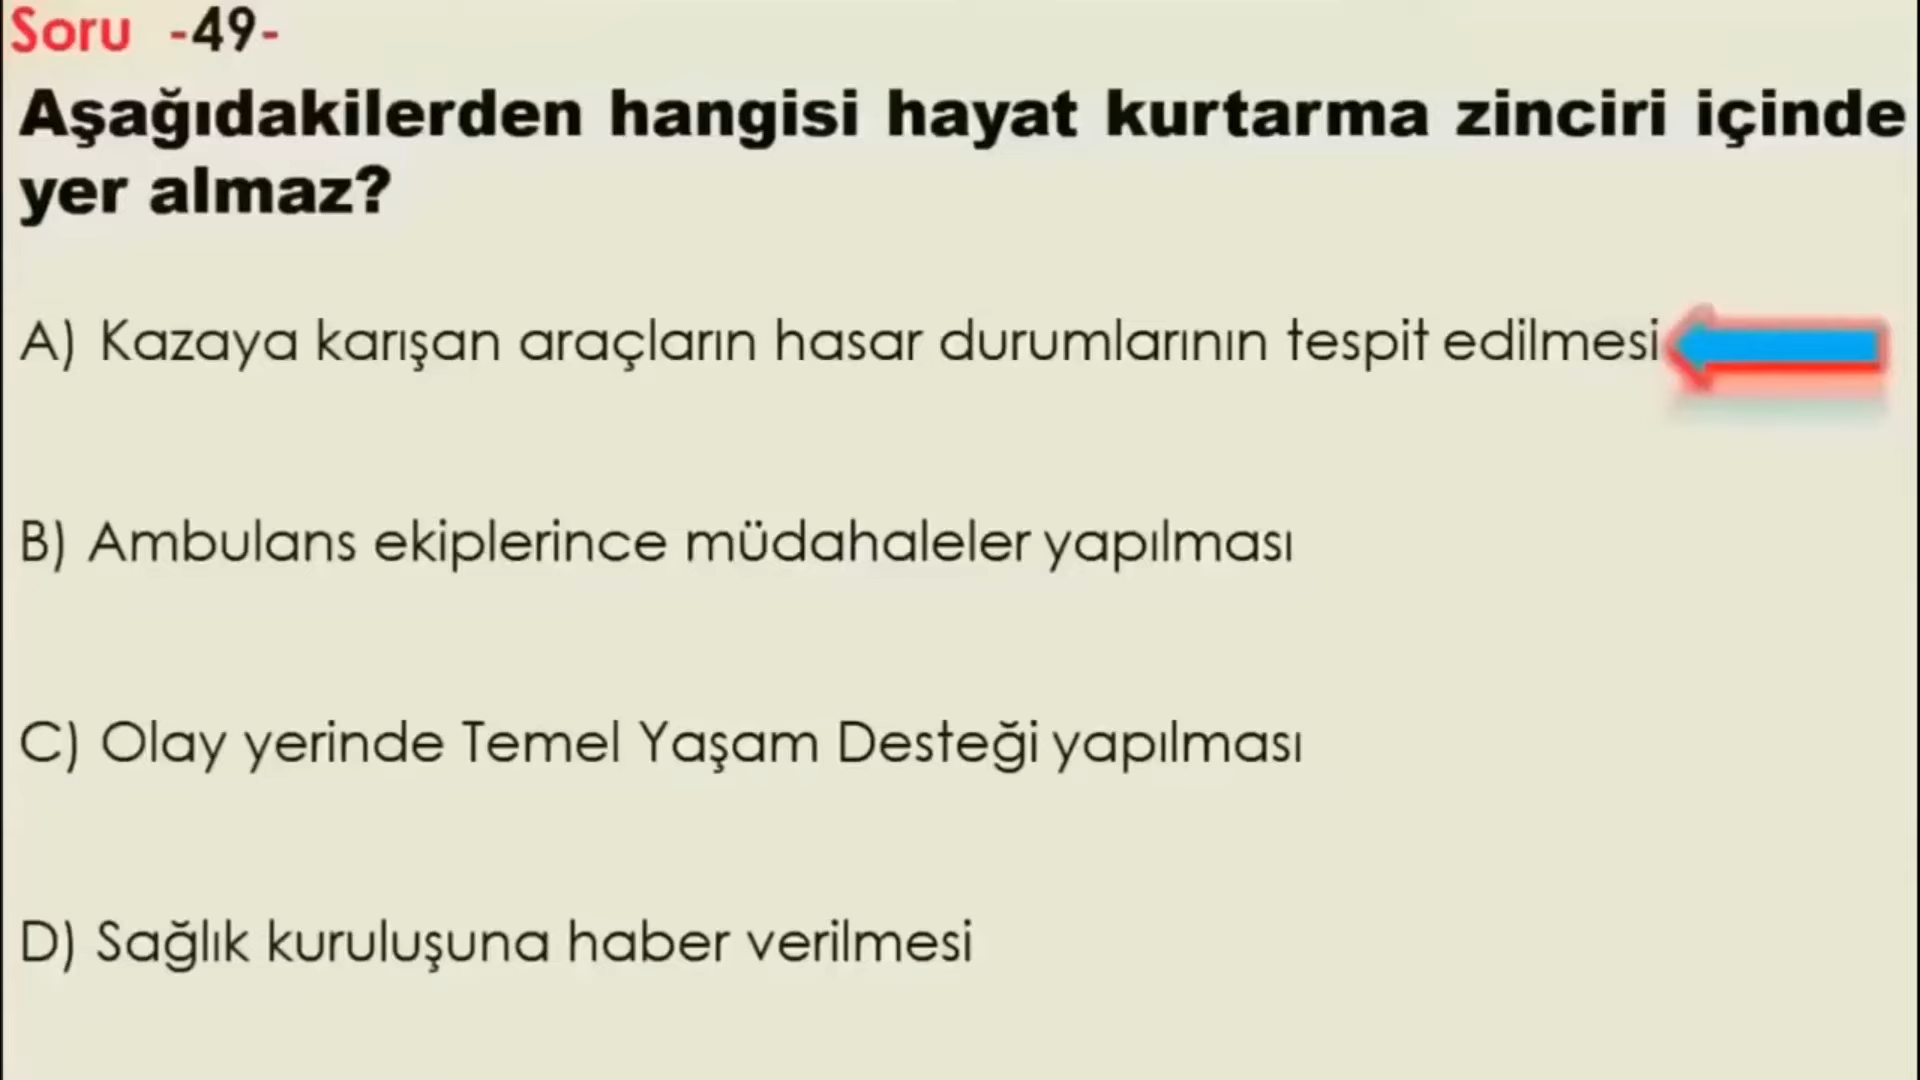 Soru -49-
Aşağıdakilerden hangisi hayat kurtarma zinciri içinde
yer almaz?
A) Kazaya karışan araçların hasar durumlarının tespit edilmesi
B) Ambulans ekiplerince müdahaleler yapılması
C) Olay yerinde Temel Yaşam Desteği yapılması
D) Sağlık kuruluşuna haber verilmesi